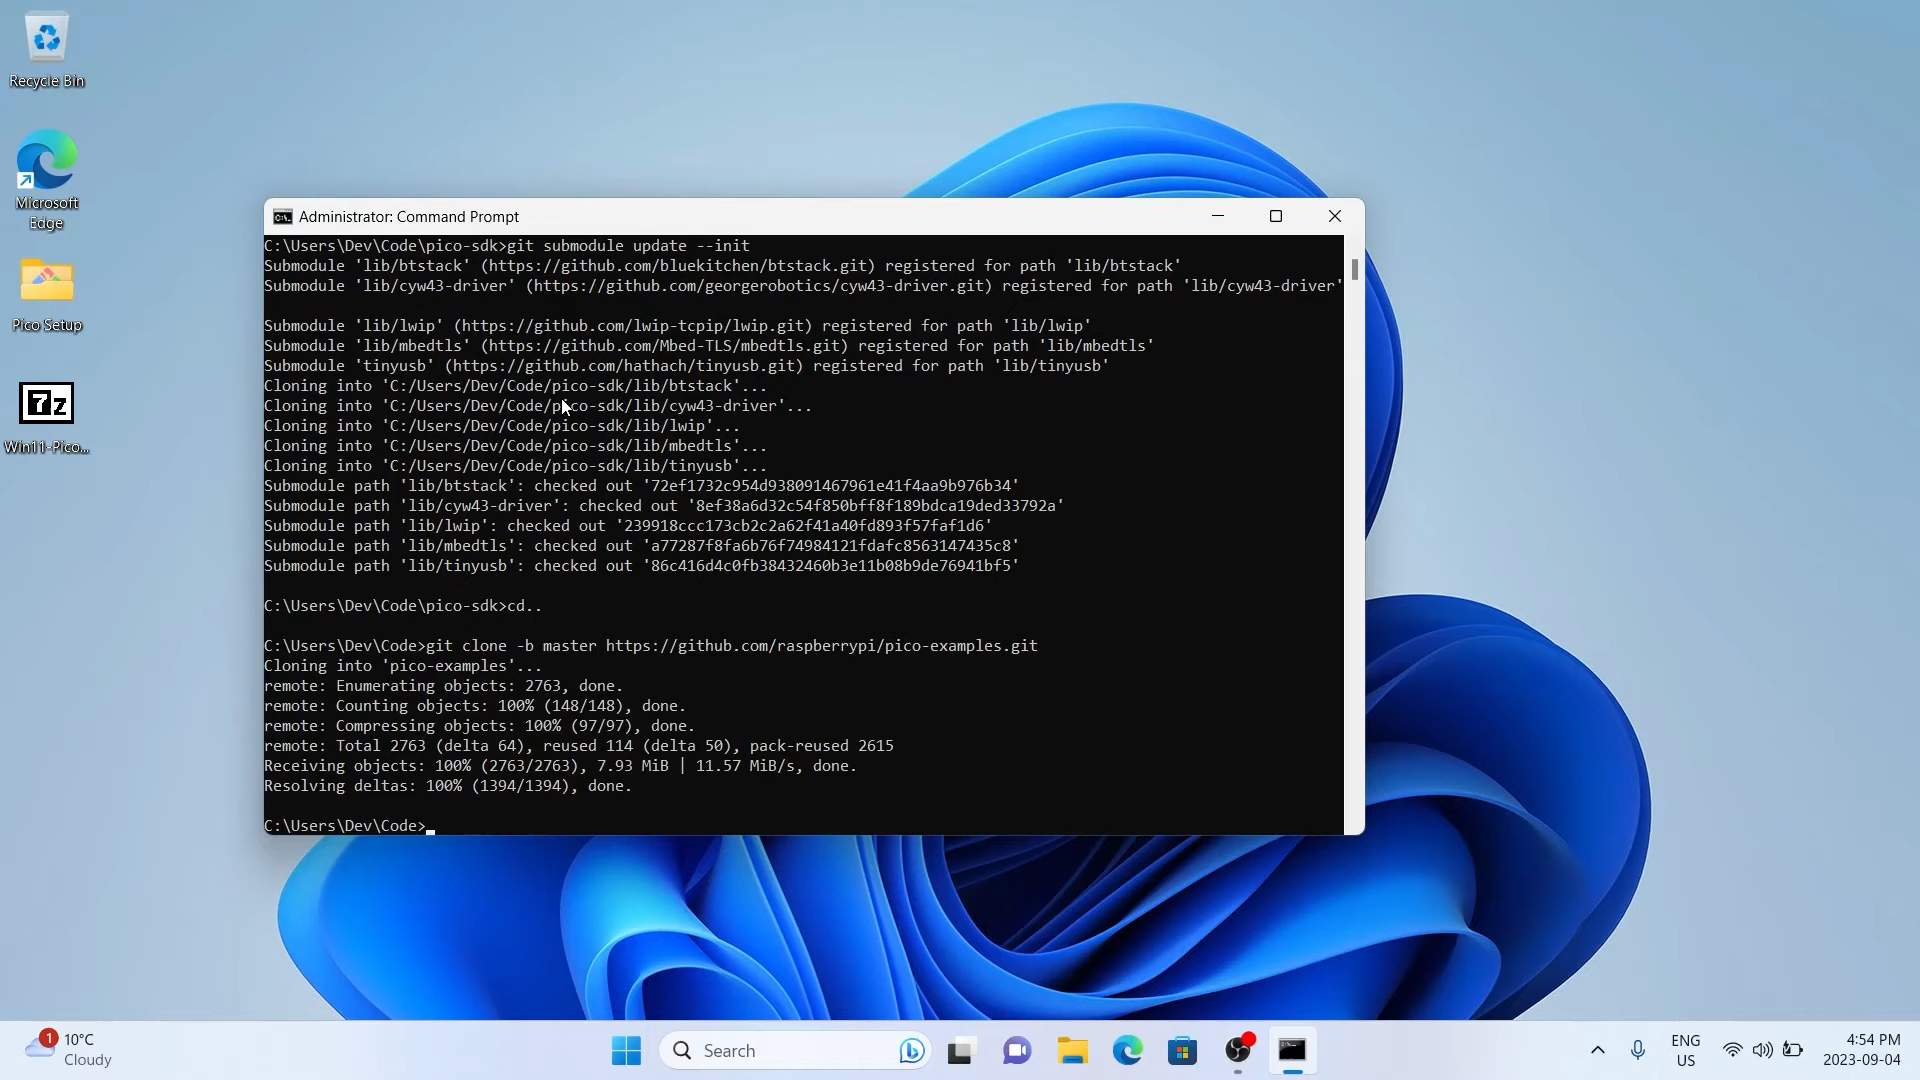 Recycle Bin
Microsoft
Edge
Pico Setup
7z
Win11-Pico...
Administrator: Command Prompt
C:\Users\Dev\Code\pico-sdk>git submodule update --init
Submodule 'lib/btstack' (https://github.com/bluekitchen/btstack.git) registered for path 'lib/btstack'
Submodule 'lib/cyw43-driver' (https://github.com/georgerobotics/cyw43-driver.git) registered for path 'lib/cyw43-driver'
Submodule 'lib/lwip' (https://github.com/lwip-tcpip/lwip.git) registered for path 'lib/lwip'
Submodule 'lib/mbedtls' (https://github.com/Mbed-TLS/mbedtls.git) registered for path 'lib/mbedtls'
Submodule 'tinyusb' (https://github.com/hathach/tinyusb.git) registered for path 'lib/tinyusb'
Cloning into 'C:/Users/Dev/Code/pico-sdk/lib/btstack'...
Cloning into 'C:/Users/Dev/Code/pico-sdk/lib/cyw43-driver'...
Cloning into 'C:/Users/Dev/Code/pico-sdk/lib/lwip'...
Cloning into 'C:/Users/Dev/Code/pico-sdk/lib/mbedtls'...
Cloning into 'C:/Users/Dev/Code/pico-sdk/lib/tinyusb'...
Submodule path 'lib/btstack': checked out '72ef1732c954d938091467961e41f4aa9b976b34'
Submodule path 'lib/cyw43-driver': checked out '8ef38a6d32c54f850bff8f189bdca19ded33792a'
Submodule path 'lib/lwip': checked out '239918ccc173cb2c2a62f41a40fd893f57faf1d6'
Submodule path 'lib/mbedtls': checked out 'a77287f8fa6b76f74984121fdafc8563147435c8'
Submodule path 'lib/tinyusb': checked out '86c416d4c0fb38432460b3e11b08b9de76941bf5'
C:\Users\Dev\Code\pico-sdk>cd..
C:\Users\Dev\Code>git clone -b master https://github.com/raspberrypi/pico-examples.git
Cloning into 'pico-examples'...
remote: Enumerating objects: 2763, done.
remote: Counting objects: 100% (148/148), done.
remote: Compressing objects: 100% (97/97), done.
remote: Total 2763 (delta 64), reused 114 (delta 50), pack-reused 2615
Receiving objects: 100% (2763/2763), 7.93 MiB | 11.57 MiB/s, done.
Resolving deltas: 100% (1394/1394), done.
C:\Users\Dev\Code>
1
10°C
Cloudy
Search
ENG
US
4:54 PM
2023-09-04